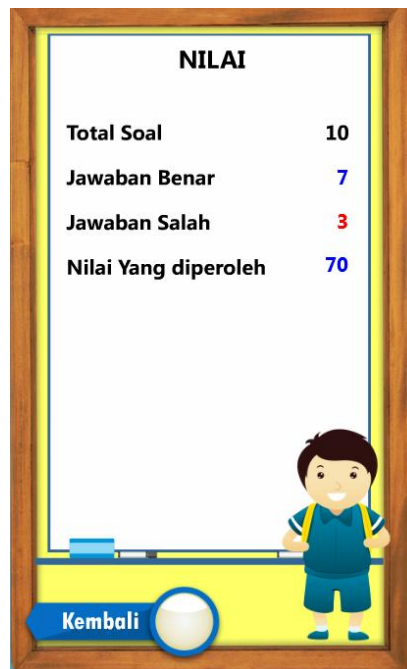 NILAI
Total Soal 10
Jawaban Benar 7
Jawaban Salah 3
Nilai Yang diperoleh 70
Kembali